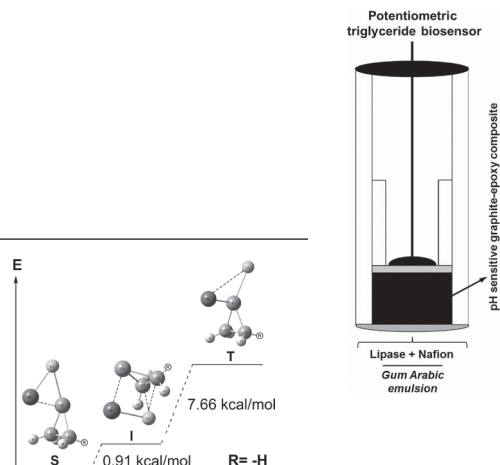 Potentiometric
triglyceride biosensor
pH sensitive graphite-epoxy composite
Lipase + Nafion
Gum Arabic
emulsion
E
R
T
7.66 kcal/mol
R
I
R
S
0.91 kcal/mol
R= -H